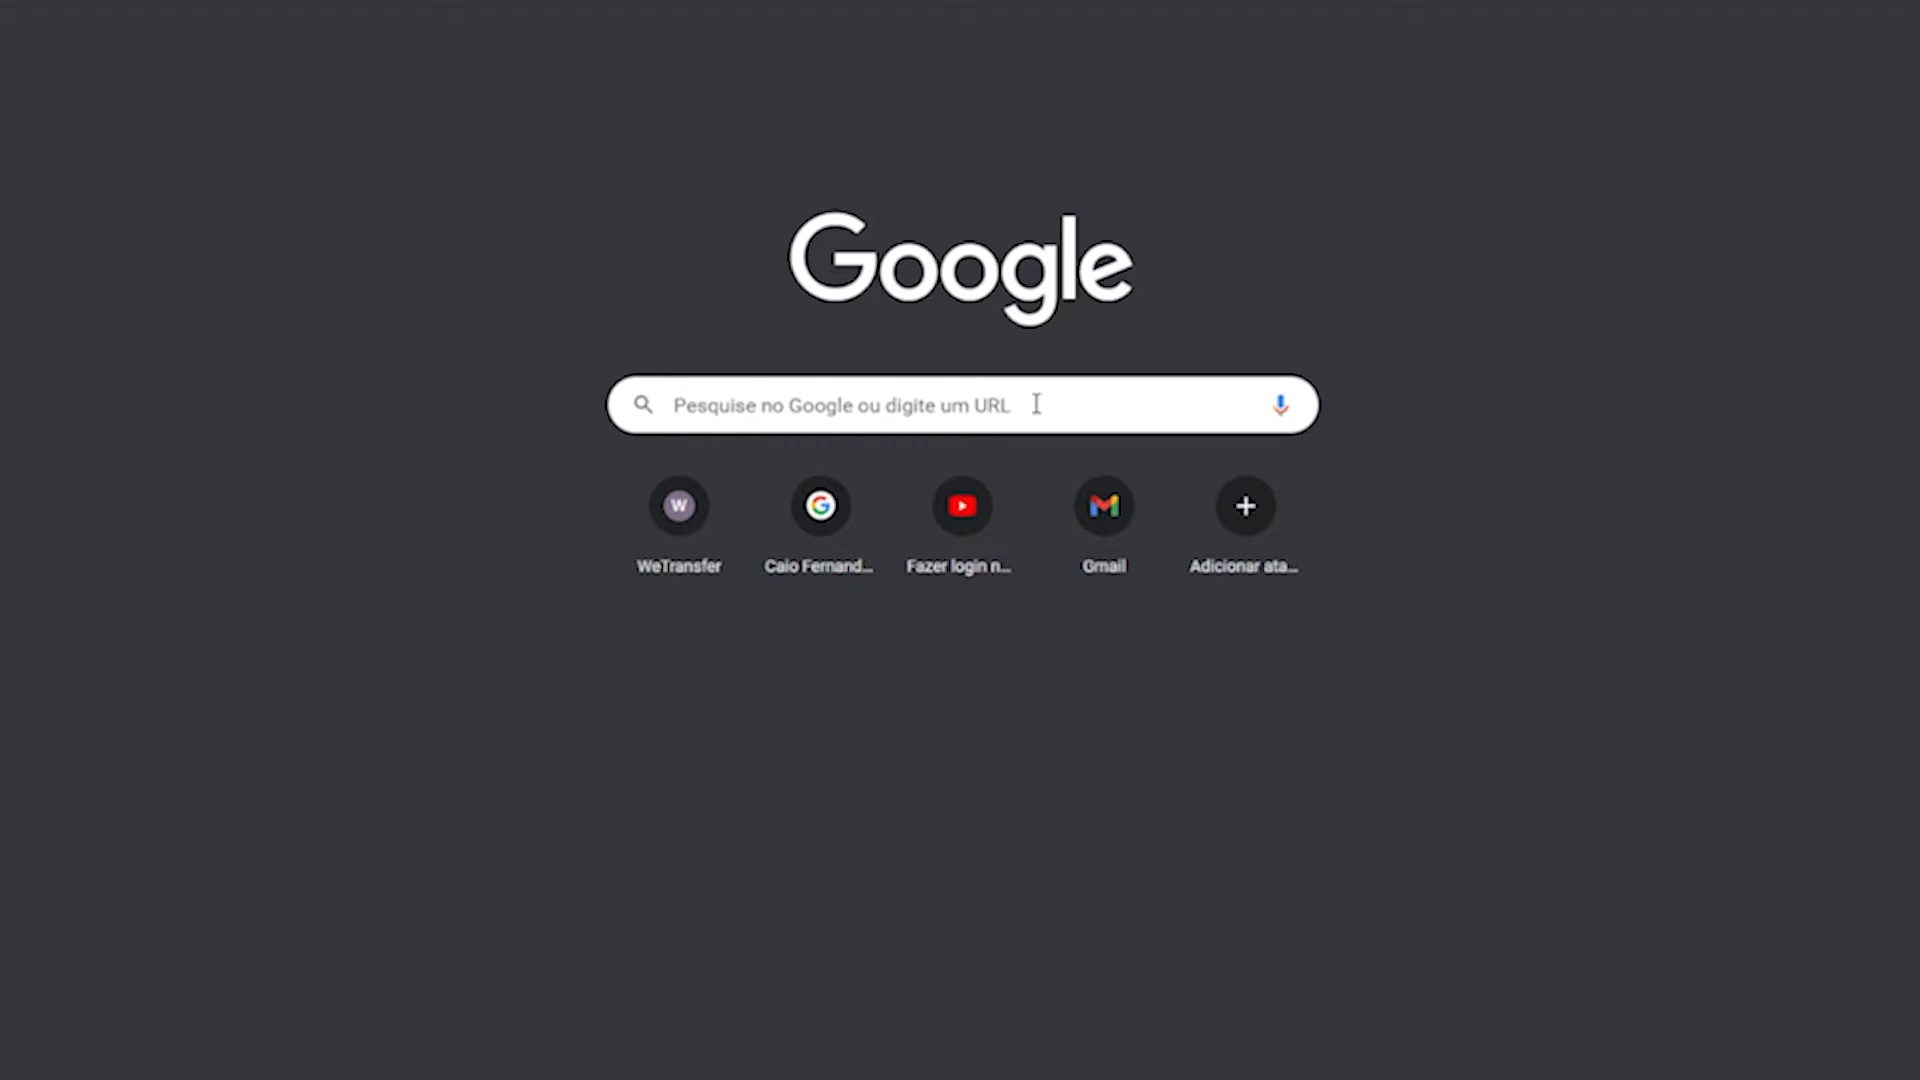 Google
Pesquise no Google ou digite um URL
W
WeTransfer
G
Caio Fernand...
Fazer login n...
Gmail
Adicionar ata...